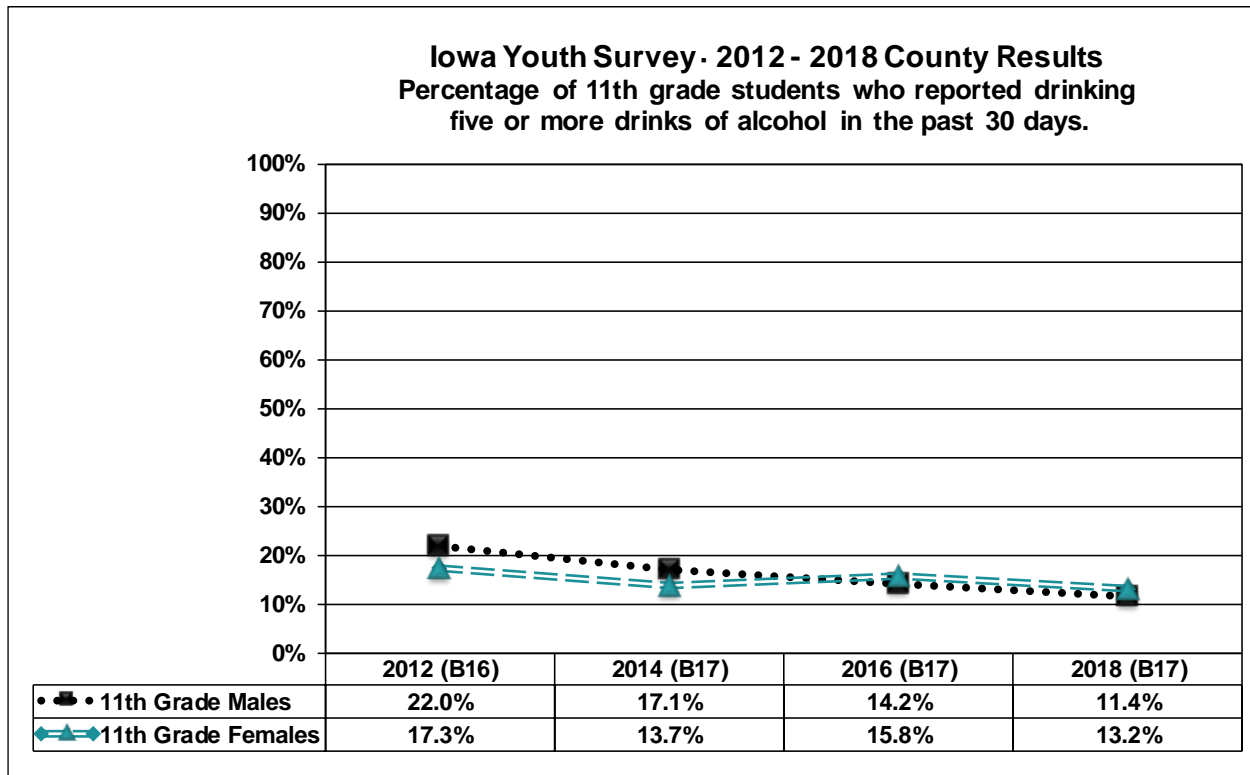 Iowa Youth Survey · 2012 - 2018 County Results
Percentage of 11th grade students who reported drinking
five or more drinks of alcohol in the past 30 days.
100%
90%
80%
70%
60%
50%
40%
30%
20%
10%
0%
2012 (B16) 2014 (B17) 2016 (B17) 2018 (B17)
11th Grade Males 22.0% 17.1% 14.2% 11.4%
11th Grade Females 17.3% 13.7% 15.8% 13.2%